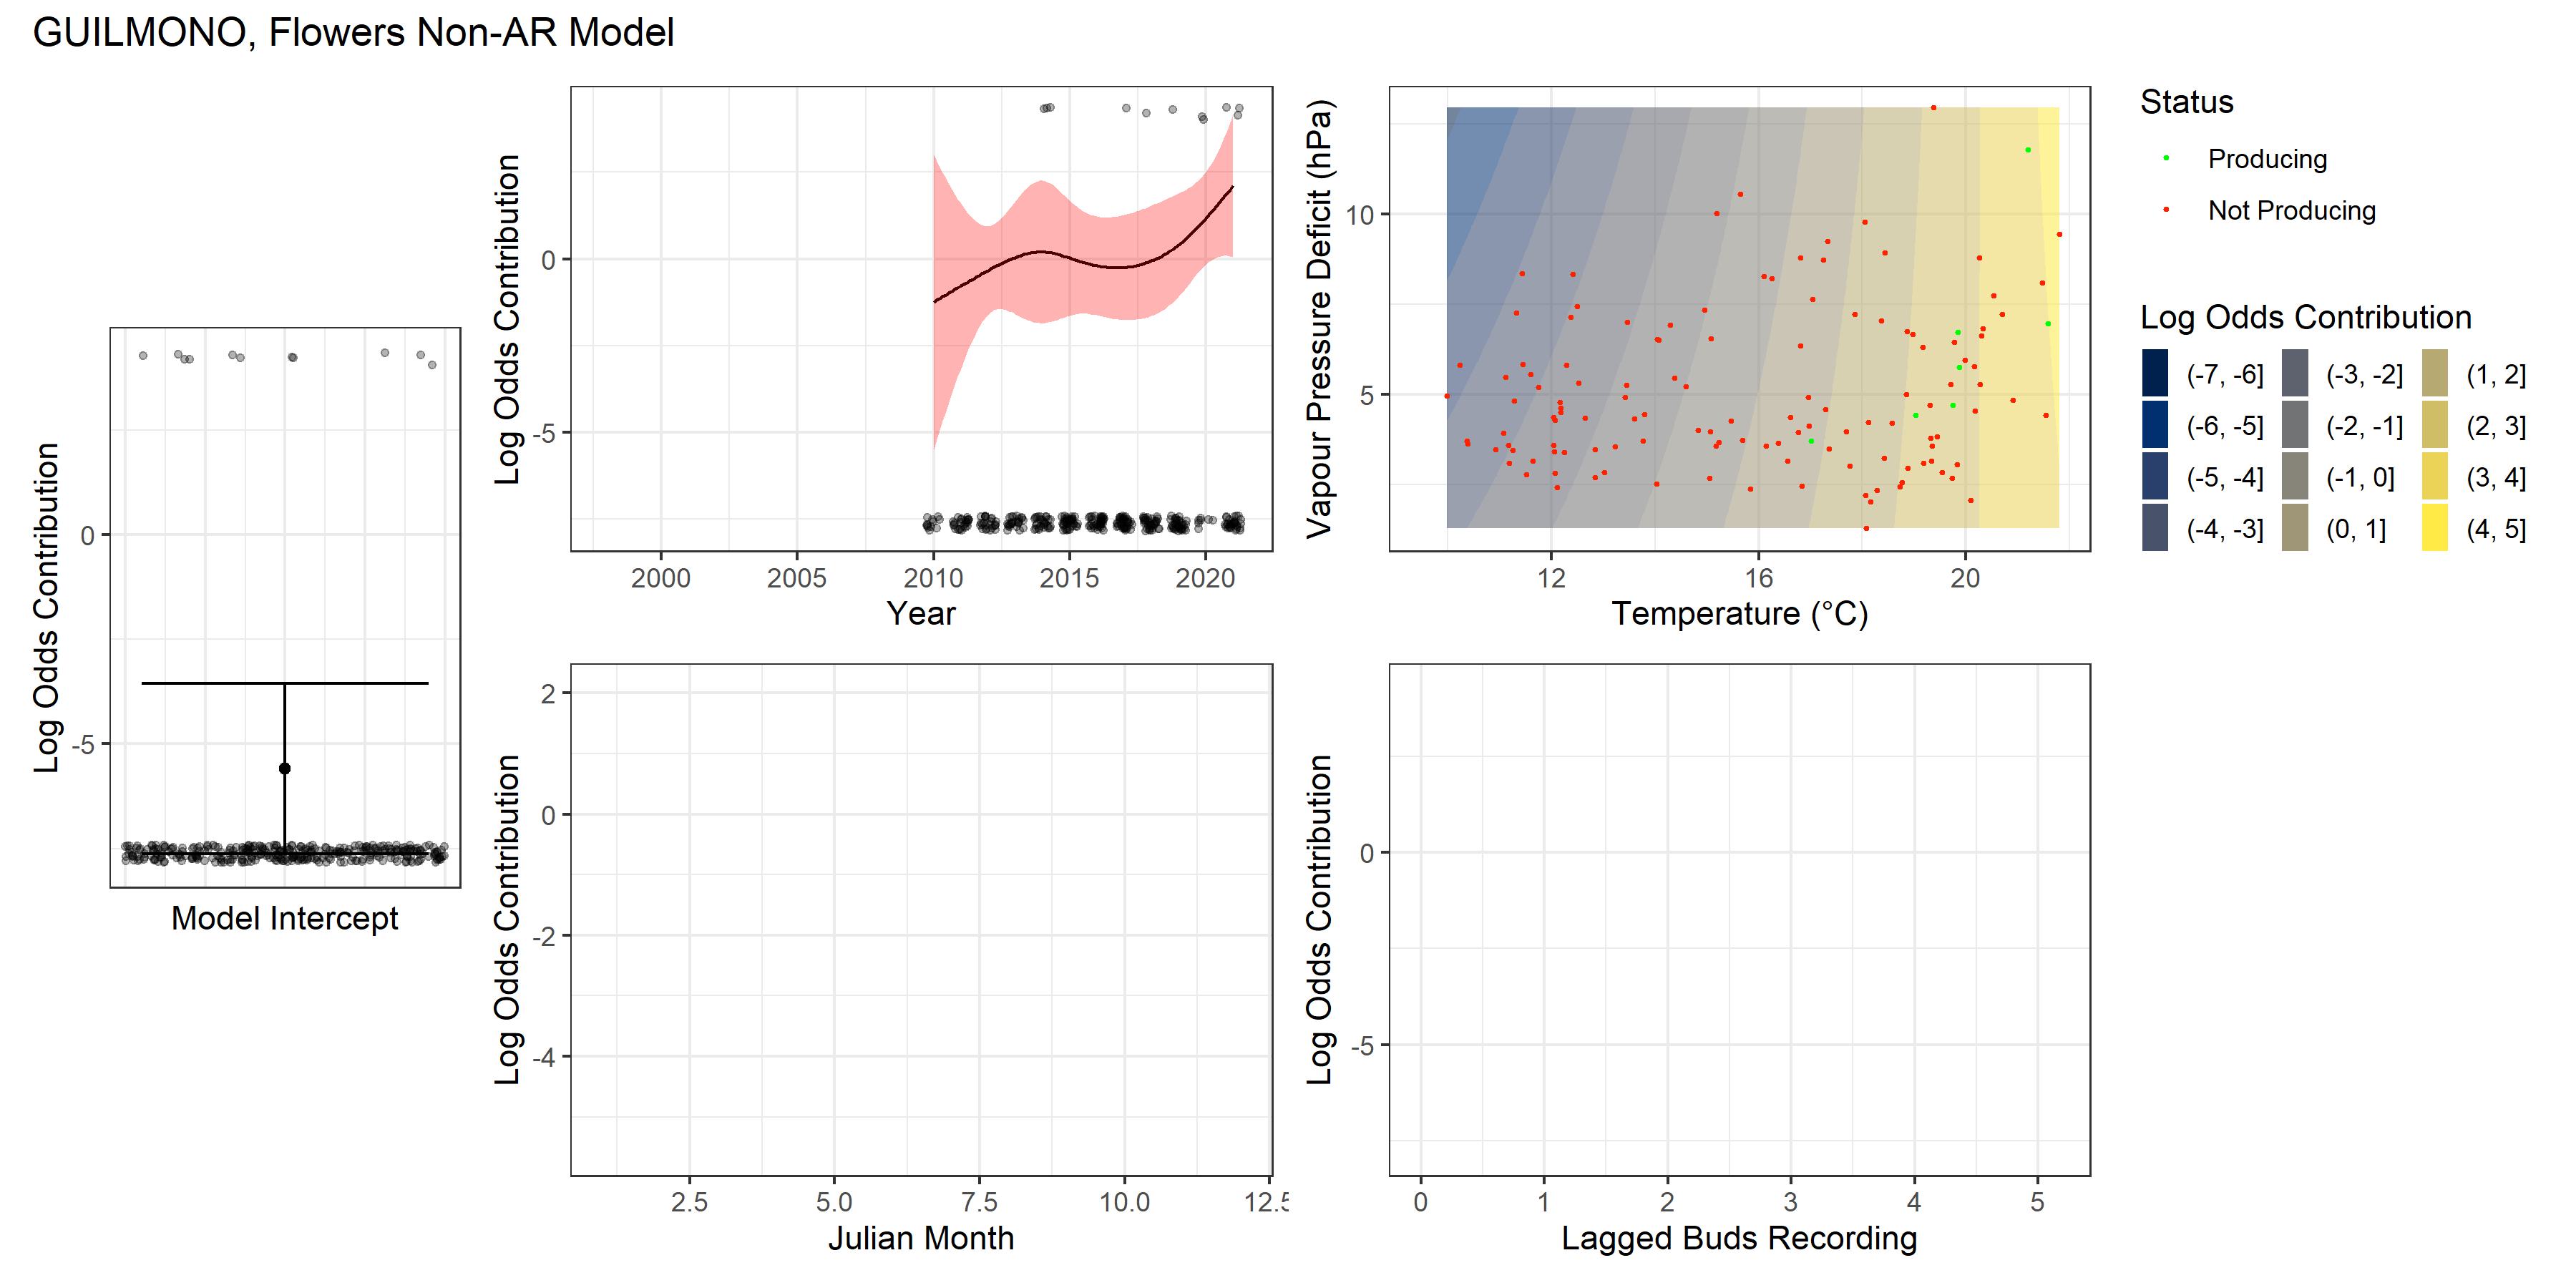 GUILMONO, Flowers Non-AR Model
Log Odds Contribution
0
-5
Model Intercept
Log Odds Contribution
0
-5
2000 2005 2010 2015 2020
Year
Vapour Pressure Deficit (hPa)
10
5
12 16 20
Temperature (°C)
Status
Producing
Not Producing
Log Odds Contribution
(-7, -6] (-3, -2] (1, 2]
(-6, -5] (-2, -1] (2, 3]
(-5, -4] (-1, 0] (3, 4]
(-4, -3] (0, 1] (4, 5]
Log Odds Contribution
2
0
-2
-4
2.5 5.0 7.5 10.0 12.5
Julian Month
Log Odds Contribution
0
-5
0 1 2 3 4 5
Lagged Buds Recording